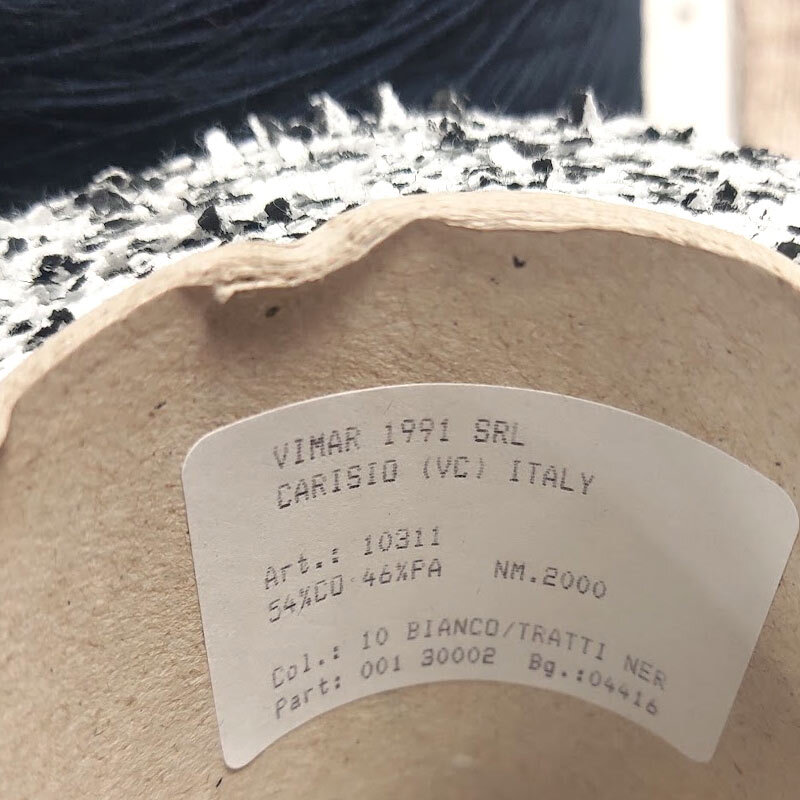 VIMAR 1991 SRL
CARISIO (VC) ITALY
Art.: 10311
54%CO 46%PA NM.2000
Col.: 10 BIANCO/TRATTI NER
Part: 001 30002 Bg.:04416